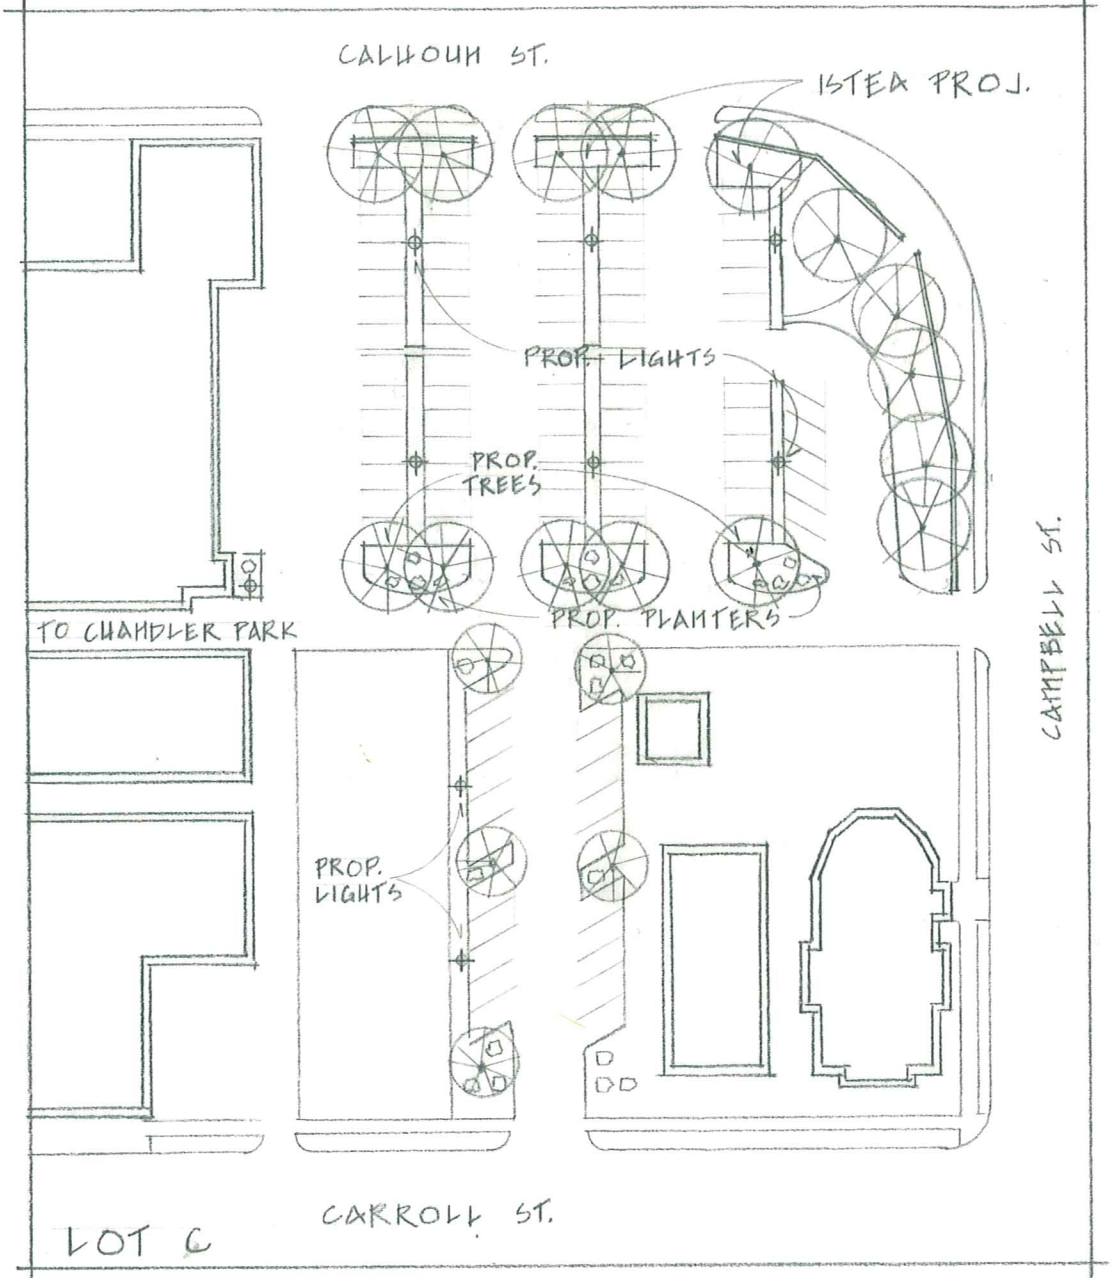 CALHOUN ST.
ISTEA PROJ.
PROP. LIGHTS
PROP.
TREES
PROP. PLANTERS
TO CHANDLER PARK
CAMPBELL ST.
PROP.
LIGHTS
CARROLL ST.
LOT C